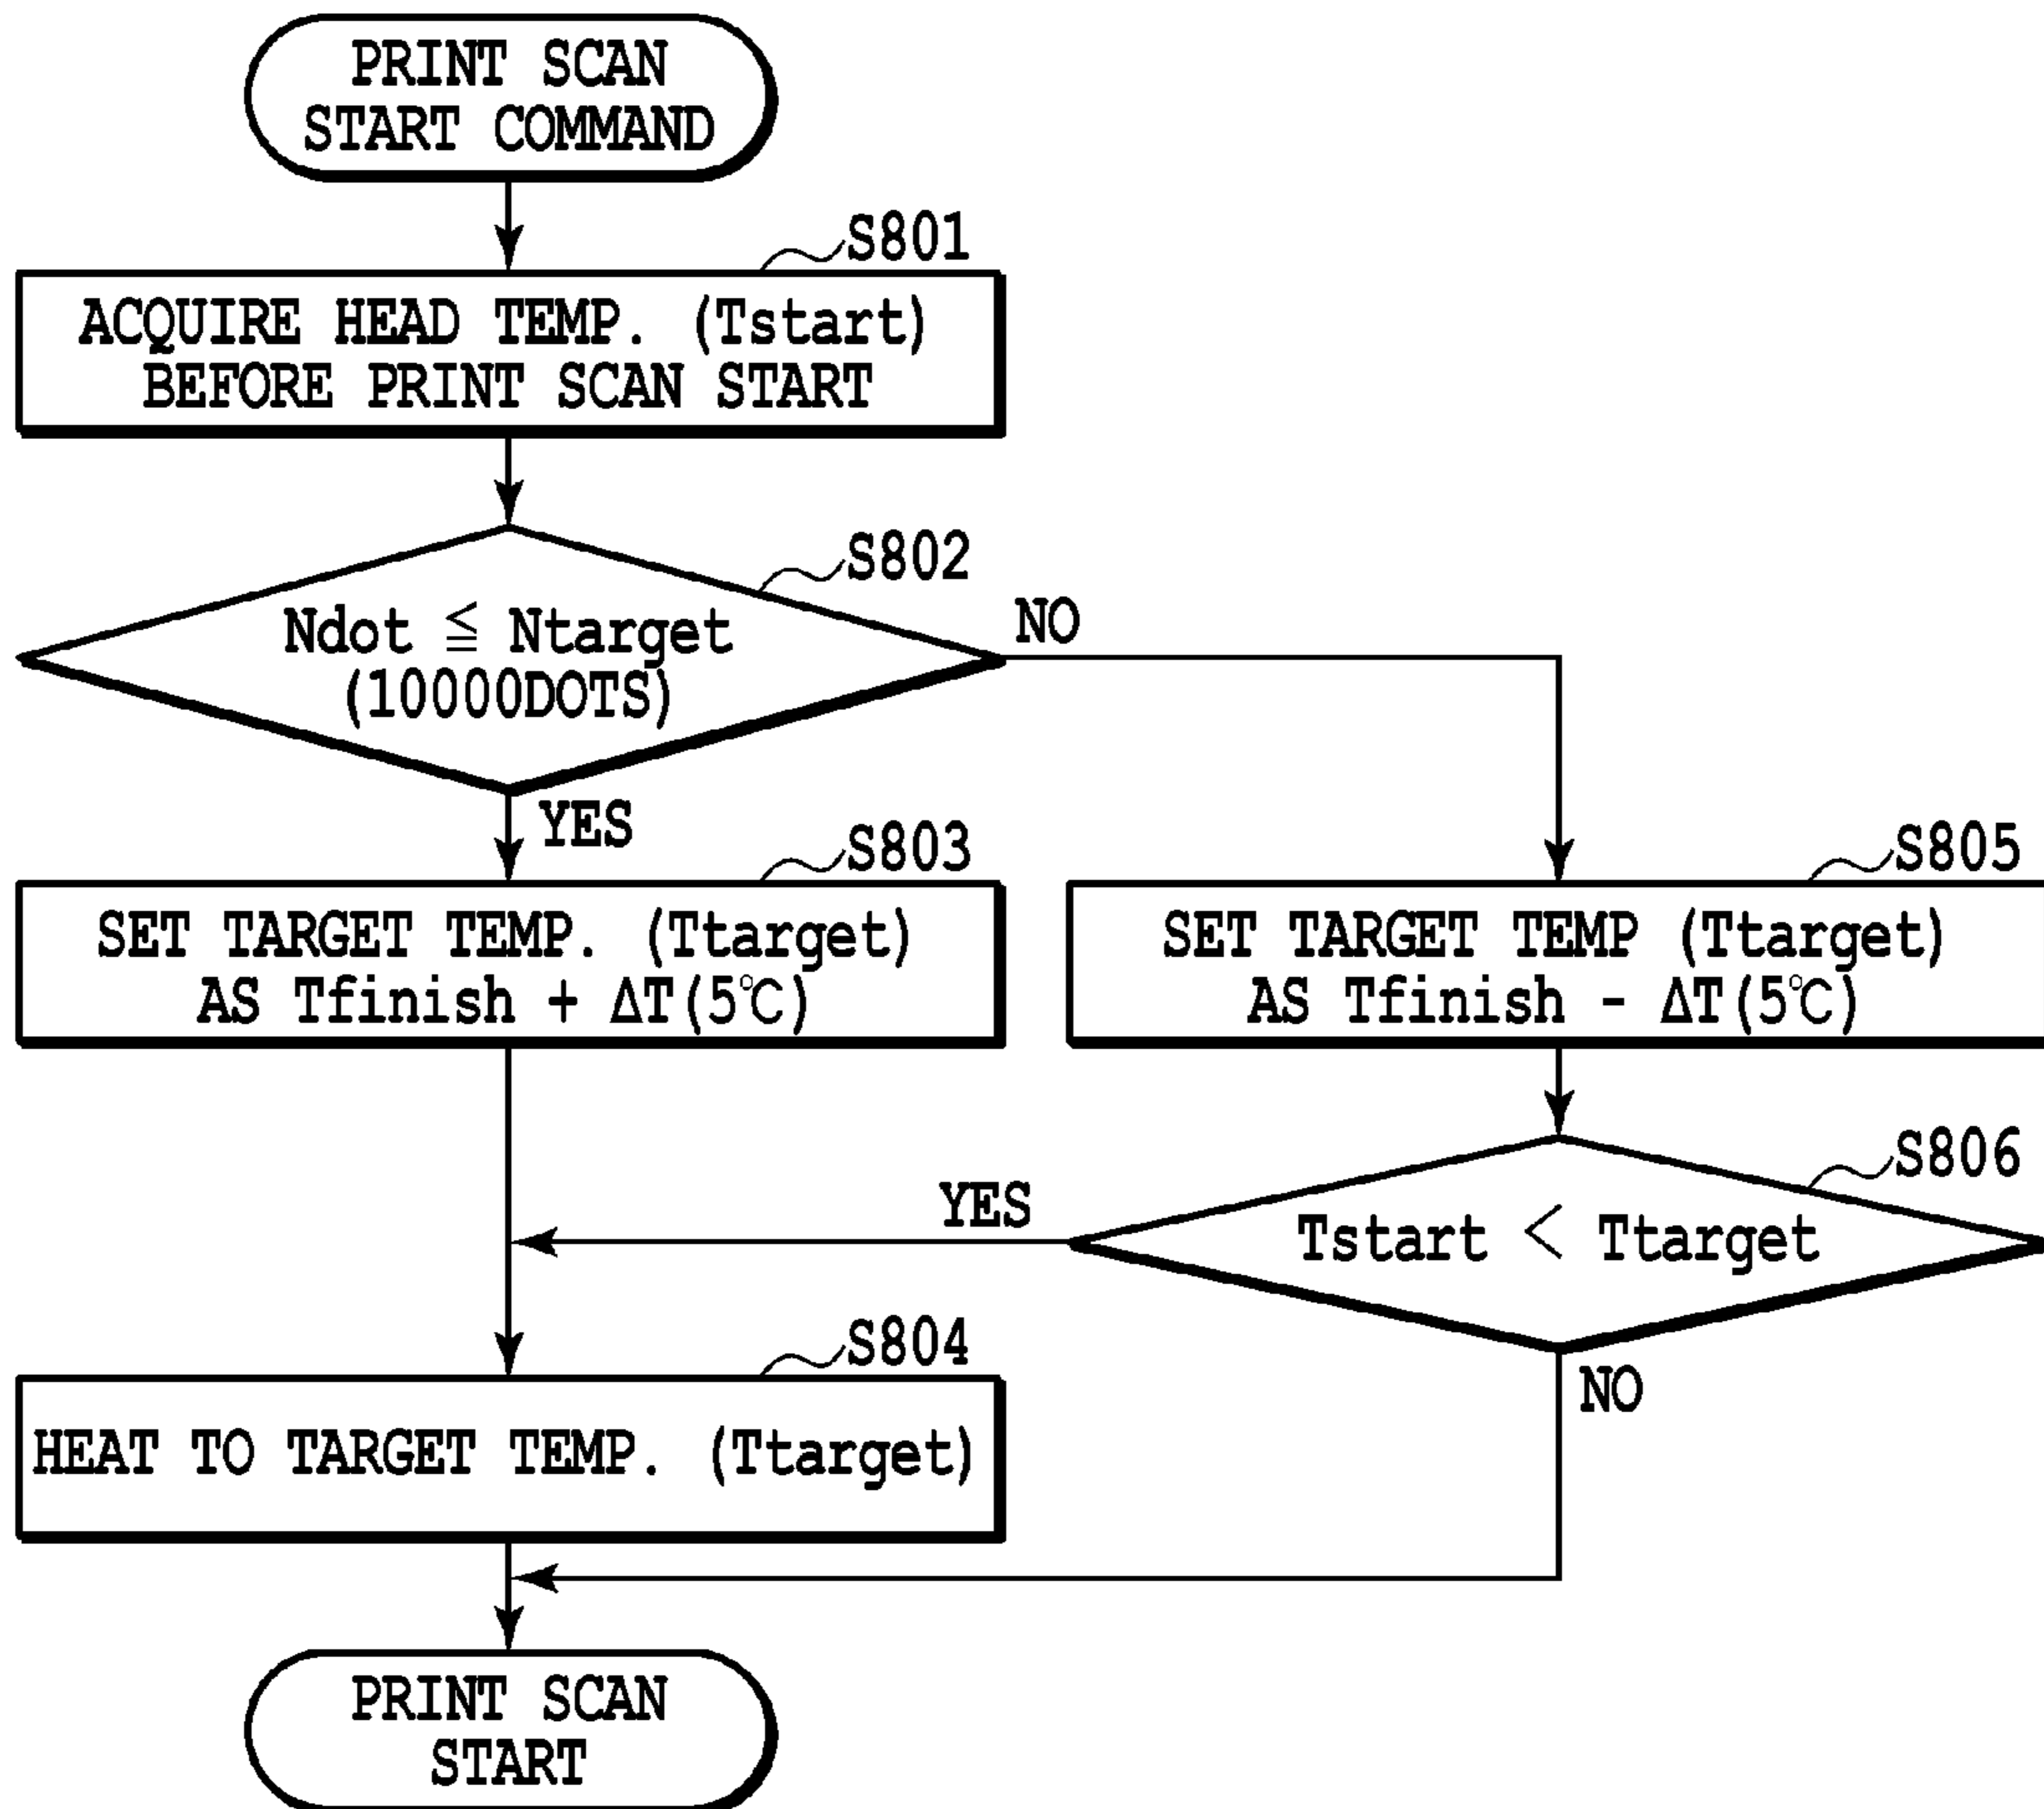 PRINT SCAN
START COMMAND
S801
ACQUIRE HEAD TEMP. (Tstart)
BEFORE PRINT SCAN START
S802
Ndot ≦ Ntarget
(10000DOTS)
NO
YES
S803
SET TARGET TEMP. (Ttarget)
AS Tfinish + ΔT(5℃)
S805
SET TARGET TEMP (Ttarget)
AS Tfinish - ΔT(5℃)
S806
Tstart < Ttarget
YES
NO
S804
HEAT TO TARGET TEMP. (Ttarget)
PRINT SCAN
START